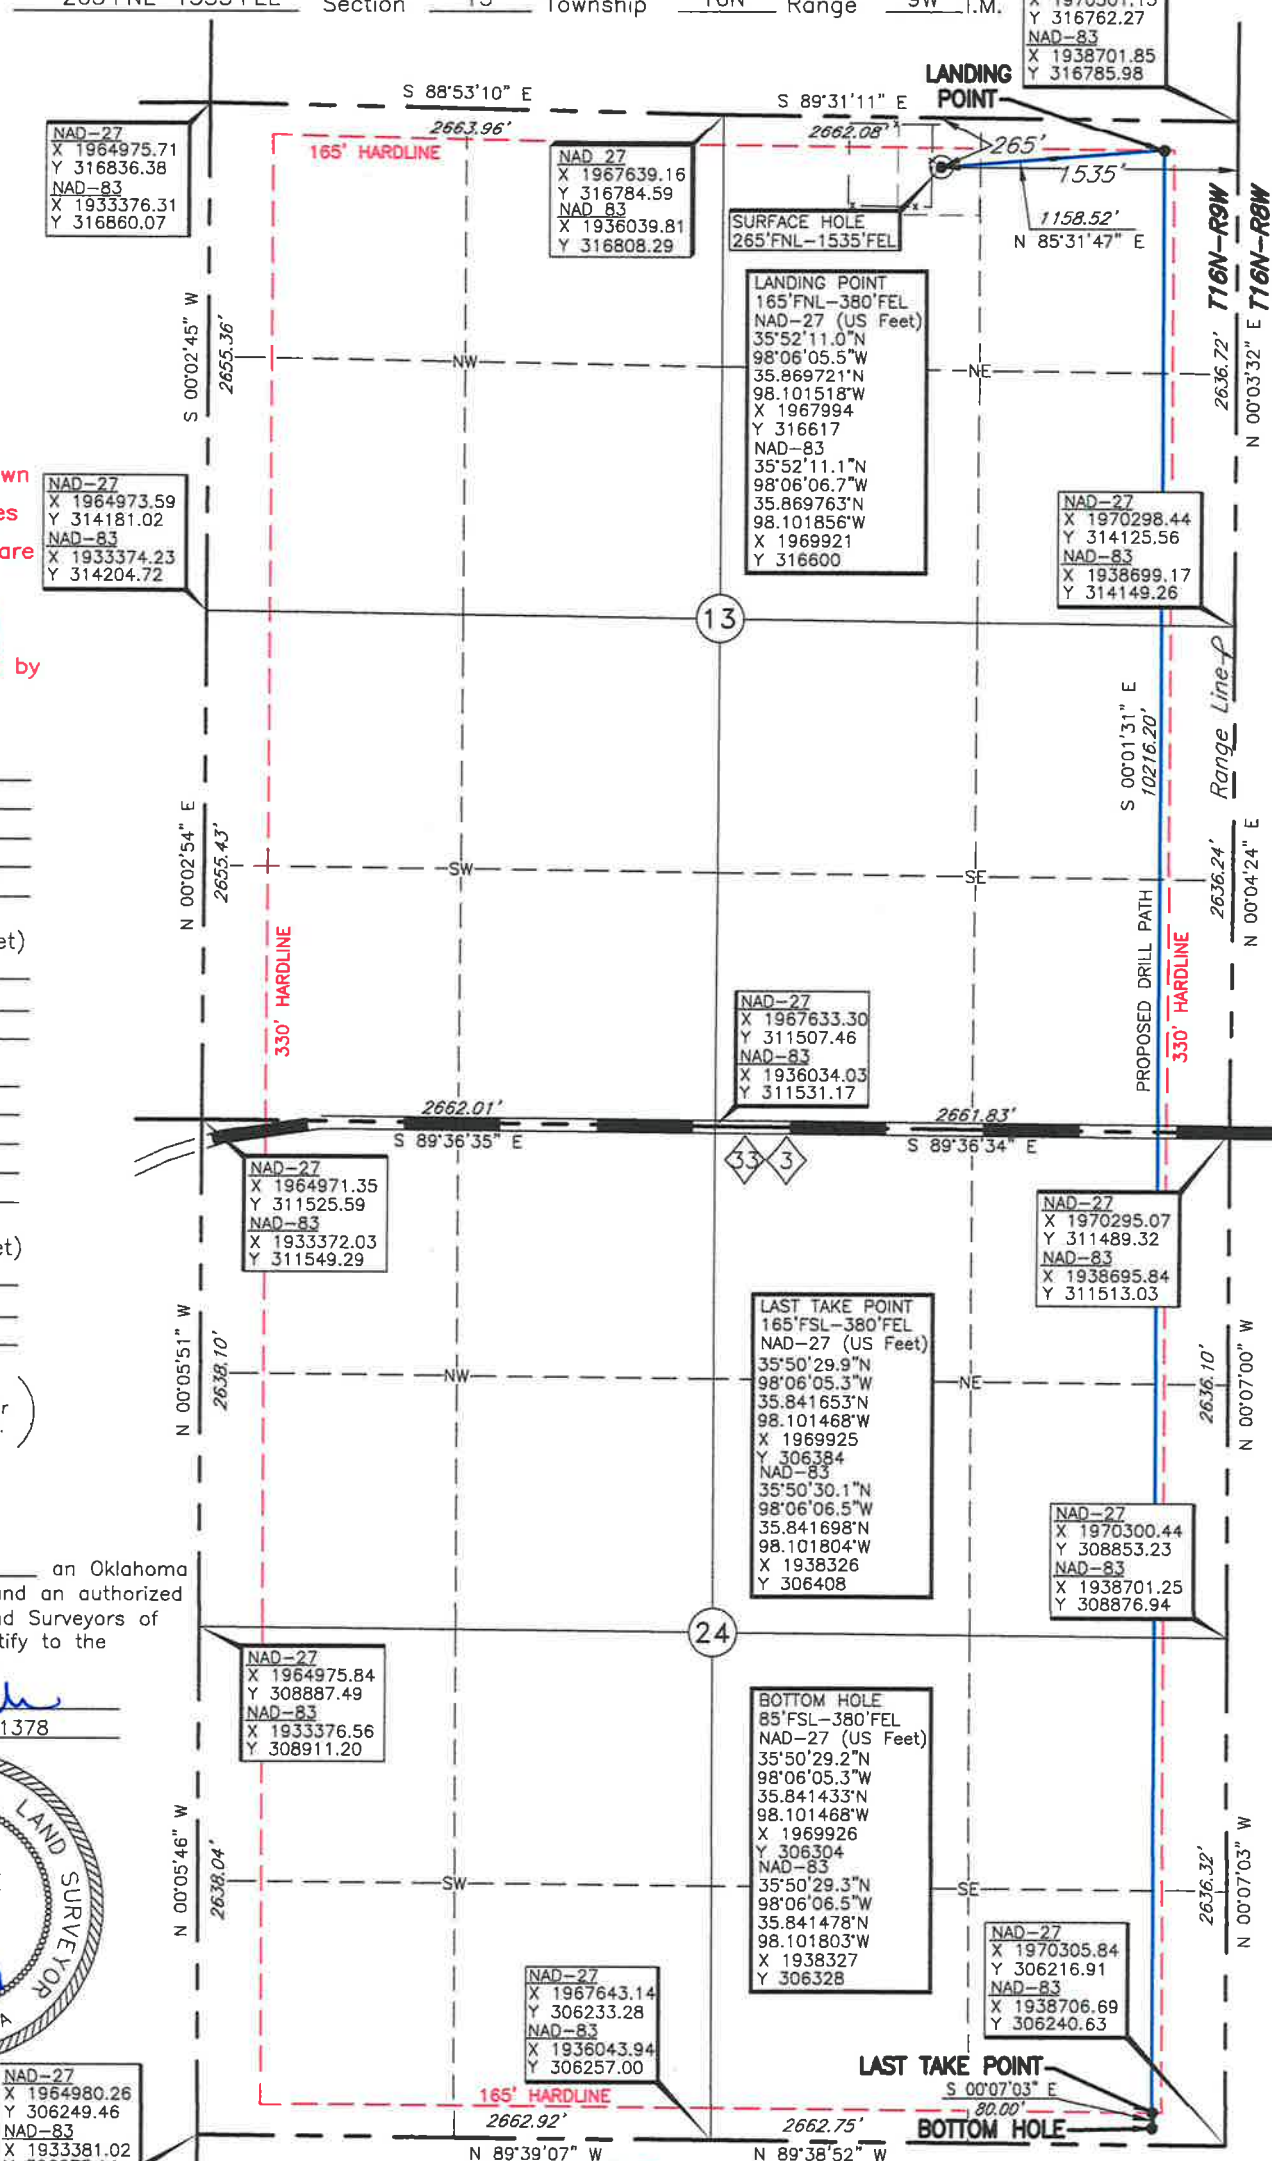 265'FNL-1535'FEL Section 13 Township 16N Range 9W I.M.
X 1970301.15
Y 316762.27
NAD-83
X 1938701.85
Y 316785.98
LANDING
POINT
S 88°53'10" E
S 89°31'11" E
2663.96'
2662.08'
165' HARDLINE
265'
1535'
NAD-27
X 1964975.71
Y 316836.38
NAD-83
X 1933376.31
Y 316860.07
NAD 27
X 1967639.16
Y 316784.59
NAD 83
X 1936039.81
Y 316808.29
SURFACE HOLE
265'FNL-1535'FEL
1158.52'
N 85°31'47" E
T16N-R9W
T16N-R8W
LANDING POINT
165'FNL-380'FEL
NAD-27 (US Feet)
35°52'11.0"N
98°06'05.5"W
35.869721°N
98.101518°W
X 1967994
Y 316617
NAD-83
35°52'11.1"N
98°06'06.7"W
35.869763°N
98.101856°W
X 1969921
Y 316600
S 00°02'45" W
2655.36'
NW
NE
2636.72'
N 00°03'32" E
wn
es
are
by
NAD-27
X 1964973.59
Y 314181.02
NAD-83
X 1933374.23
Y 314204.72
NAD-27
X 1970298.44
Y 314125.56
NAD-83
X 1938699.17
Y 314149.26
13
S 00°01'31" E
10216.20'
Range Line
N 00°02'54" E
2655.43'
SW
SE
2636.24'
N 00°04'24" E
et)
330' HARDLINE
PROPOSED DRILL PATH
330' HARDLINE
NAD-27
X 1967633.30
Y 311507.46
NAD-83
X 1936034.03
Y 311531.17
2662.01'
S 89°36'35" E
2661.83'
S 89°36'34" E
33
3
NAD-27
X 1964971.35
Y 311525.59
NAD-83
X 1933372.03
Y 311549.29
NAD-27
X 1970295.07
Y 311489.32
NAD-83
X 1938695.84
Y 311513.03
et)
LAST TAKE POINT
165'FSL-380'FEL
NAD-27 (US Feet)
35°50'29.9"N
98°06'05.3"W
35.841653°N
98.101468°W
X 1969925
Y 306384
NAD-83
35°50'30.1"N
98°06'06.5"W
35.841698°N
98.101804°W
X 1938326
Y 306408
N 00°05'51" W
2638.10'
NW
NE
2636.10'
N 00°07'00" W
r
.
NAD-27
X 1970300.44
Y 308853.23
NAD-83
X 1938701.25
Y 308876.94
an Oklahoma
and an authorized
nd Surveyors of
tify to the
24
NAD-27
X 1964975.84
Y 308887.49
NAD-83
X 1933376.56
Y 308911.20
1378
LAND SURVEYOR
A
BOTTOM HOLE
85'FSL-380'FEL
NAD-27 (US Feet)
35°50'29.2"N
98°06'05.3"W
35.841433°N
98.101468°W
X 1969926
Y 306304
NAD-83
35°50'29.3"N
98°06'06.5"W
35.841478°N
98.101803°W
X 1938327
Y 306328
N 00°05'46" W
2638.04'
SW
SE
2636.32'
N 00°07'03" W
NAD-27
X 1970305.84
Y 306216.91
NAD-83
X 1938706.69
Y 306240.63
NAD-27
X 1967643.14
Y 306233.28
NAD-83
X 1936043.94
Y 306257.00
NAD-27
X 1964980.26
Y 306249.46
NAD-83
X 1933381.02
165' HARDLINE
LAST TAKE POINT
S 00°07'03" E
80.00'
BOTTOM HOLE
2662.92'
N 89°39'07" W
2662.75'
N 89°38'52" W